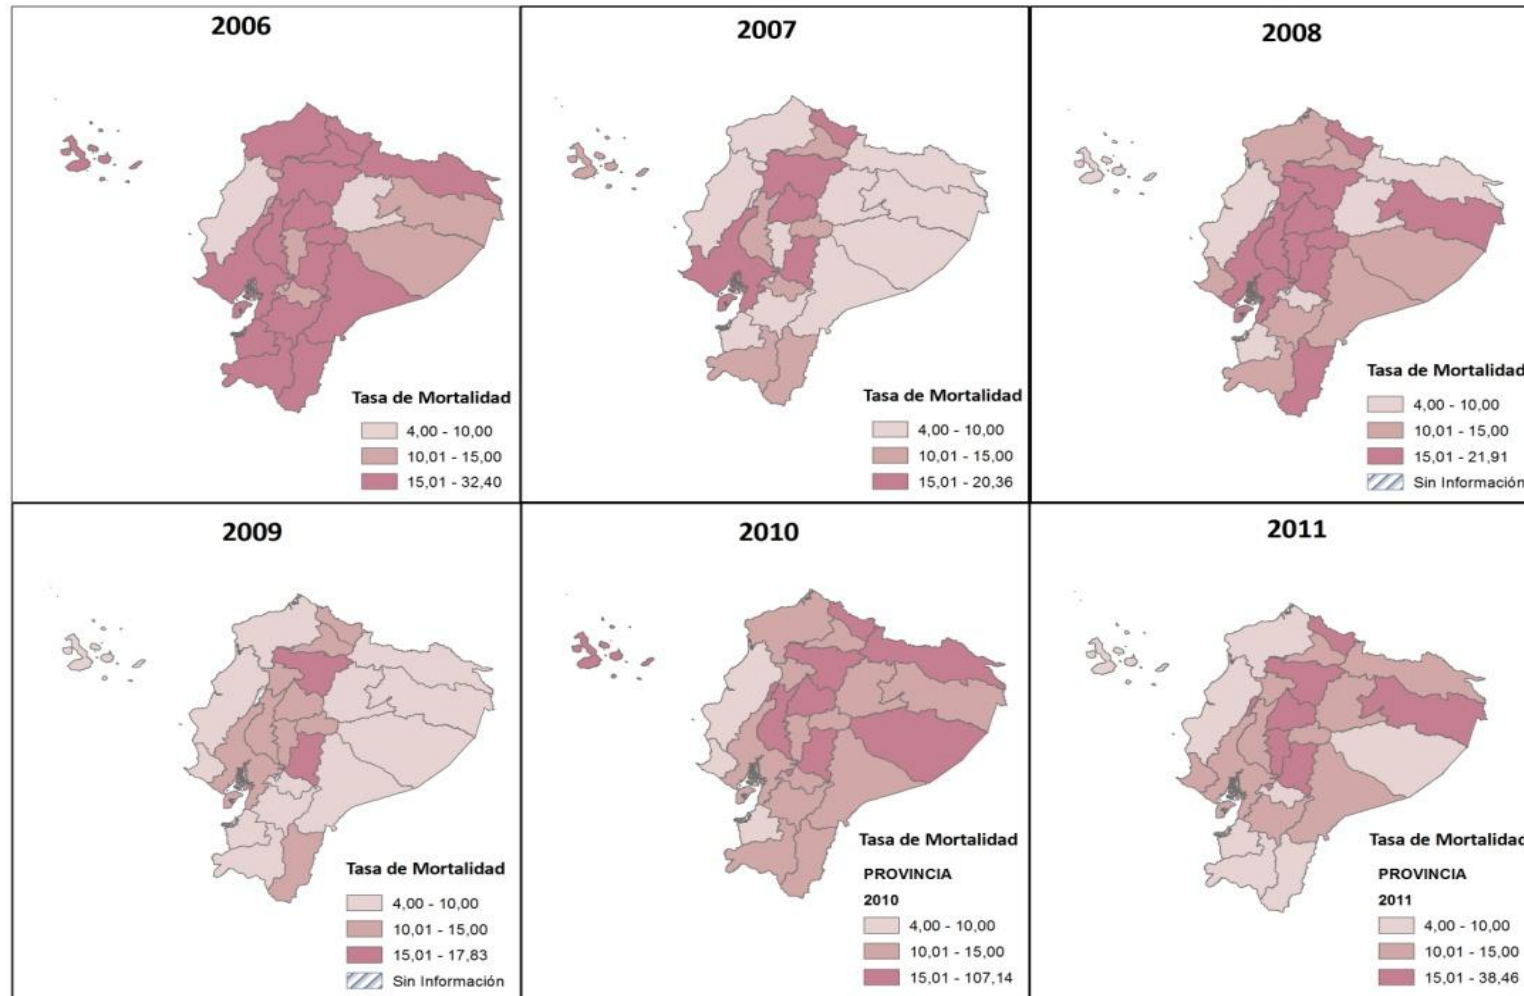 2006
Tasa de Mortalidad
4,00 - 10,00
10,01 - 15,00
15,01 - 32,40
2007
Tasa de Mortalidad
4,00 - 10,00
10,01 - 15,00
15,01 - 20,36
2008
Tasa de Mortalidad
4,00 - 10,00
10,01 - 15,00
15,01 - 21,91
Sin Información
2009
Tasa de Mortalidad
4,00 - 10,00
10,01 - 15,00
15,01 - 17,83
Sin Información
2010
Tasa de Mortalidad
PROVINCIA
2010
4,00 - 10,00
10,01 - 15,00
15,01 - 107,14
2011
Tasa de Mortalidad
PROVINCIA
2011
4,00 - 10,00
10,01 - 15,00
15,01 - 38,46